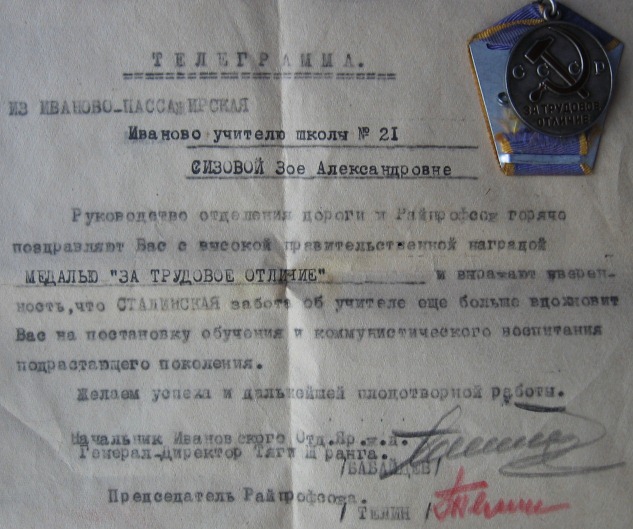 ТЕЛЕГРАММА.
ИЗ ИВАНОВО-ПАССАЖИРСКАЯ
Иваново учителю школы № 21
СИЗОВОЙ Зое Александровне
Руководство отделения дороги и Райпрофсож горячо
поздравляют Вас с высокой правительственной наградой
МЕДАЛЬЮ "ЗА ТРУДОВОЕ ОТЛИЧИЕ" и выражают уверен-
ность, что СТАЛИНСКАЯ забота об учителе еще больше вдохновит
Вас на постановку обучения и коммунистического воспитания
подрастающего поколения.
Желаем успеха и дальнейшей плодотворной работы.
Начальник Ивановского Отд.Яр.ж.д.
Генерал-Директор Тяги Ш ранга.
/БАБАЙЦЕВ/
Председатель Райпрофсожа.
/ ТЕЛИН /
СССР
ЗА ТРУДОВОЕ
ОТЛИЧИЕ